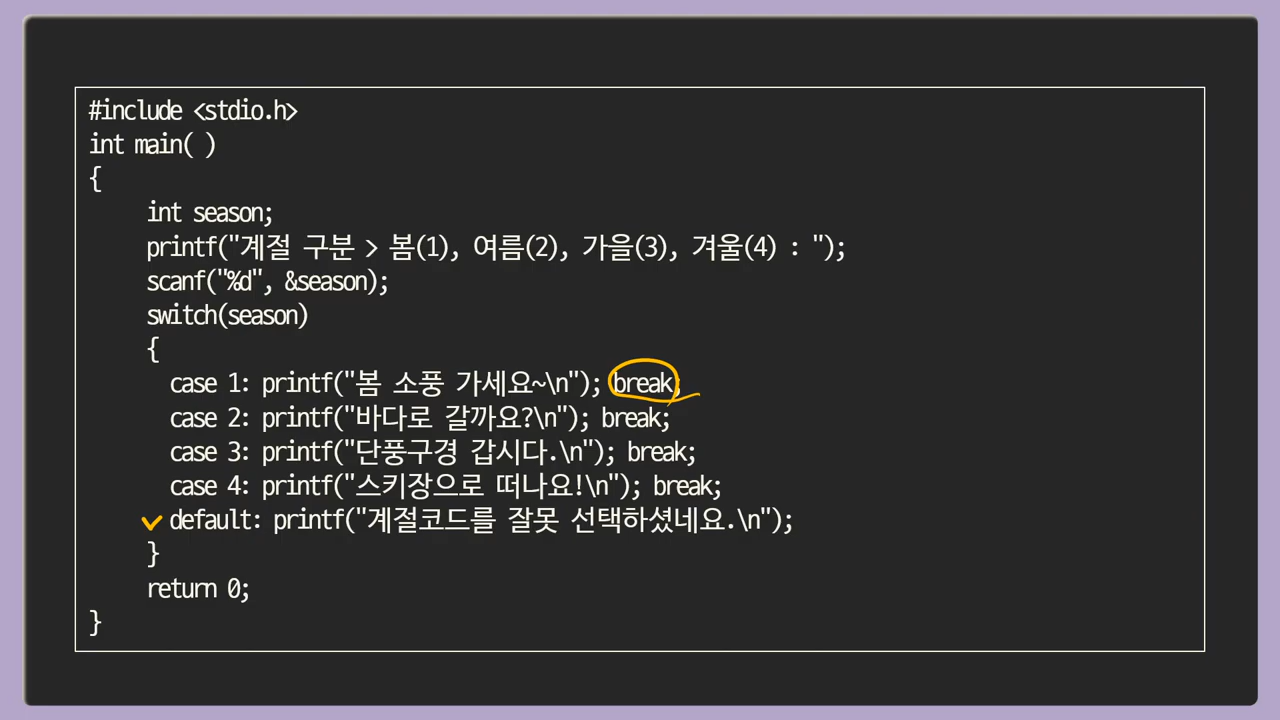 #include <stdio.h>
int main( )
{
int season;
printf("계절 구분 > 봄(1), 여름(2), 가을(3), 겨울(4) : ");
scanf("%d", &season);
switch(season)
{
case 1: printf("봄 소풍 가세요~\n"); break;
case 2: printf("바다로 갈까요?\n"); break;
case 3: printf("단풍구경 갑시다.\n"); break;
case 4: printf("스키장으로 떠나요!\n"); break;
default: printf("계절코드를 잘못 선택하셨네요.\n");
}
return 0;
}